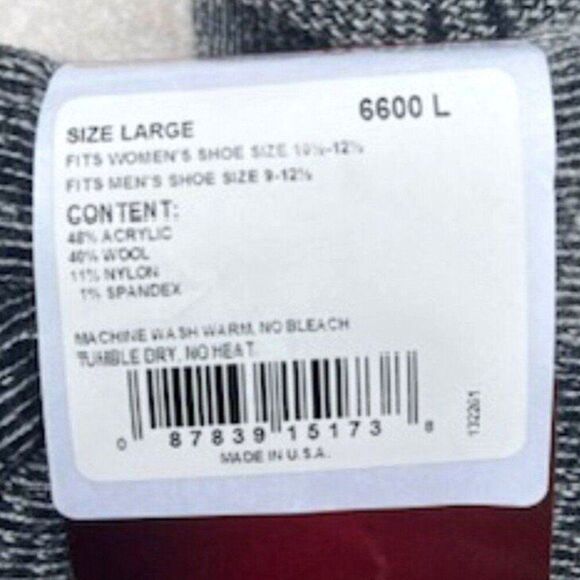 6600 L
SIZE LARGE
FITS WOMEN'S SHOE SIZE 10½-12½
FITS MEN'S SHOE SIZE 9-12½
CONTENT:
48% ACRYLIC
40% WOOL
11% NYLON
1% SPANDEX
MACHINE WASH WARM, NO BLEACH
TUMBLE DRY, NO HEAT.
0 87839 15173 8
MADE IN U.S.A.
132201